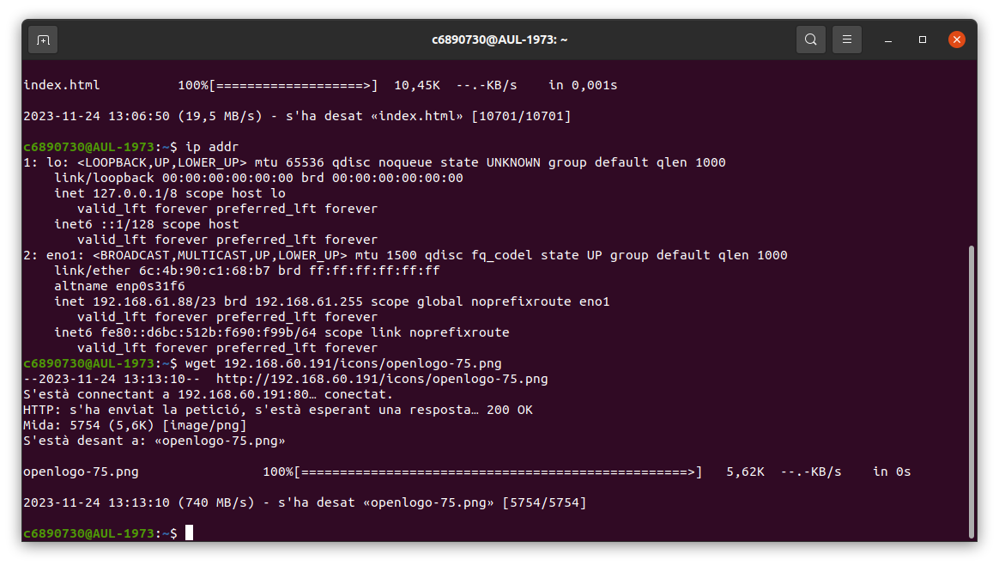 c6890730@AUL-1973: ~
index.html 100%[===================>] 10,45K --.-KB/s in 0,001s
2023-11-24 13:06:50 (19,5 MB/s) - s'ha desat «index.html» [10701/10701]
c6890730@AUL-1973:~$ ip addr
1: lo: <LOOPBACK,UP,LOWER_UP> mtu 65536 qdisc noqueue state UNKNOWN group default qlen 1000
link/loopback 00:00:00:00:00:00 brd 00:00:00:00:00:00
inet 127.0.0.1/8 scope host lo
valid_lft forever preferred_lft forever
inet6 ::1/128 scope host
valid_lft forever preferred_lft forever
2: eno1: <BROADCAST,MULTICAST,UP,LOWER_UP> mtu 1500 qdisc fq_codel state UP group default qlen 1000
link/ether 6c:4b:90:c1:68:b7 brd ff:ff:ff:ff:ff:ff
altname enp0s31f6
inet 192.168.61.88/23 brd 192.168.61.255 scope global noprefixroute eno1
valid_lft forever preferred_lft forever
inet6 fe80::d6bc:512b:f690:f99b/64 scope link noprefixroute
valid_lft forever preferred_lft forever
c6890730@AUL-1973:~$ wget 192.168.60.191/icons/openlogo-75.png
--2023-11-24 13:13:10-- http://192.168.60.191/icons/openlogo-75.png
S'està connectant a 192.168.60.191:80… conectat.
HTTP: s'ha enviat la petició, s'està esperant una resposta… 200 OK
Mida: 5754 (5,6K) [image/png]
S'està desant a: «openlogo-75.png»
openlogo-75.png 100%[==================================================>] 5,62K --.-KB/s in 0s
2023-11-24 13:13:10 (740 MB/s) - s'ha desat «openlogo-75.png» [5754/5754]
c6890730@AUL-1973:~$